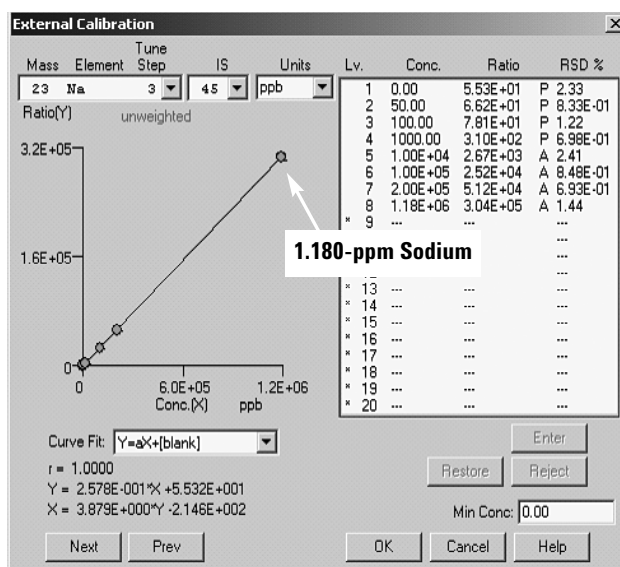 External Calibration
Tune
Mass Element Step IS Units
23 Na 3 45 ppb
Ratio(Y) unweighted
3.2E+05
1.6E+05
0
0 6.0E+05 1.2E+06
Conc.(X) ppb
1.180-ppm Sodium
Lv. Conc. Ratio RSD %
1 0.00 5.53E+01 P 2.33
2 50.00 6.62E+01 P 8.33E-01
3 100.00 7.81E+01 P 1.22
4 1000.00 3.10E+02 P 6.98E-01
5 1.00E+04 2.67E+03 A 2.41
6 1.00E+05 2.52E+04 A 8.48E-01
7 2.00E+05 5.12E+04 A 6.93E-01
8 1.18E+06 3.04E+05 A 1.44
* 9 --- --- ---
---
---
---
* 13 --- --- ---
* 14 --- --- ---
* 15 --- --- ---
* 16 --- --- ---
* 17 --- --- ---
* 18 --- --- ---
* 19 --- --- ---
* 20 --- --- ---
Curve Fit: Y=aX+[blank]
r = 1.0000
Y = 2.578E-001*X +5.532E+001
X = 3.879E+000*Y -2.146E+002
Enter
Restore Reject
Min Conc: 0.00
Next Prev OK Cancel Help